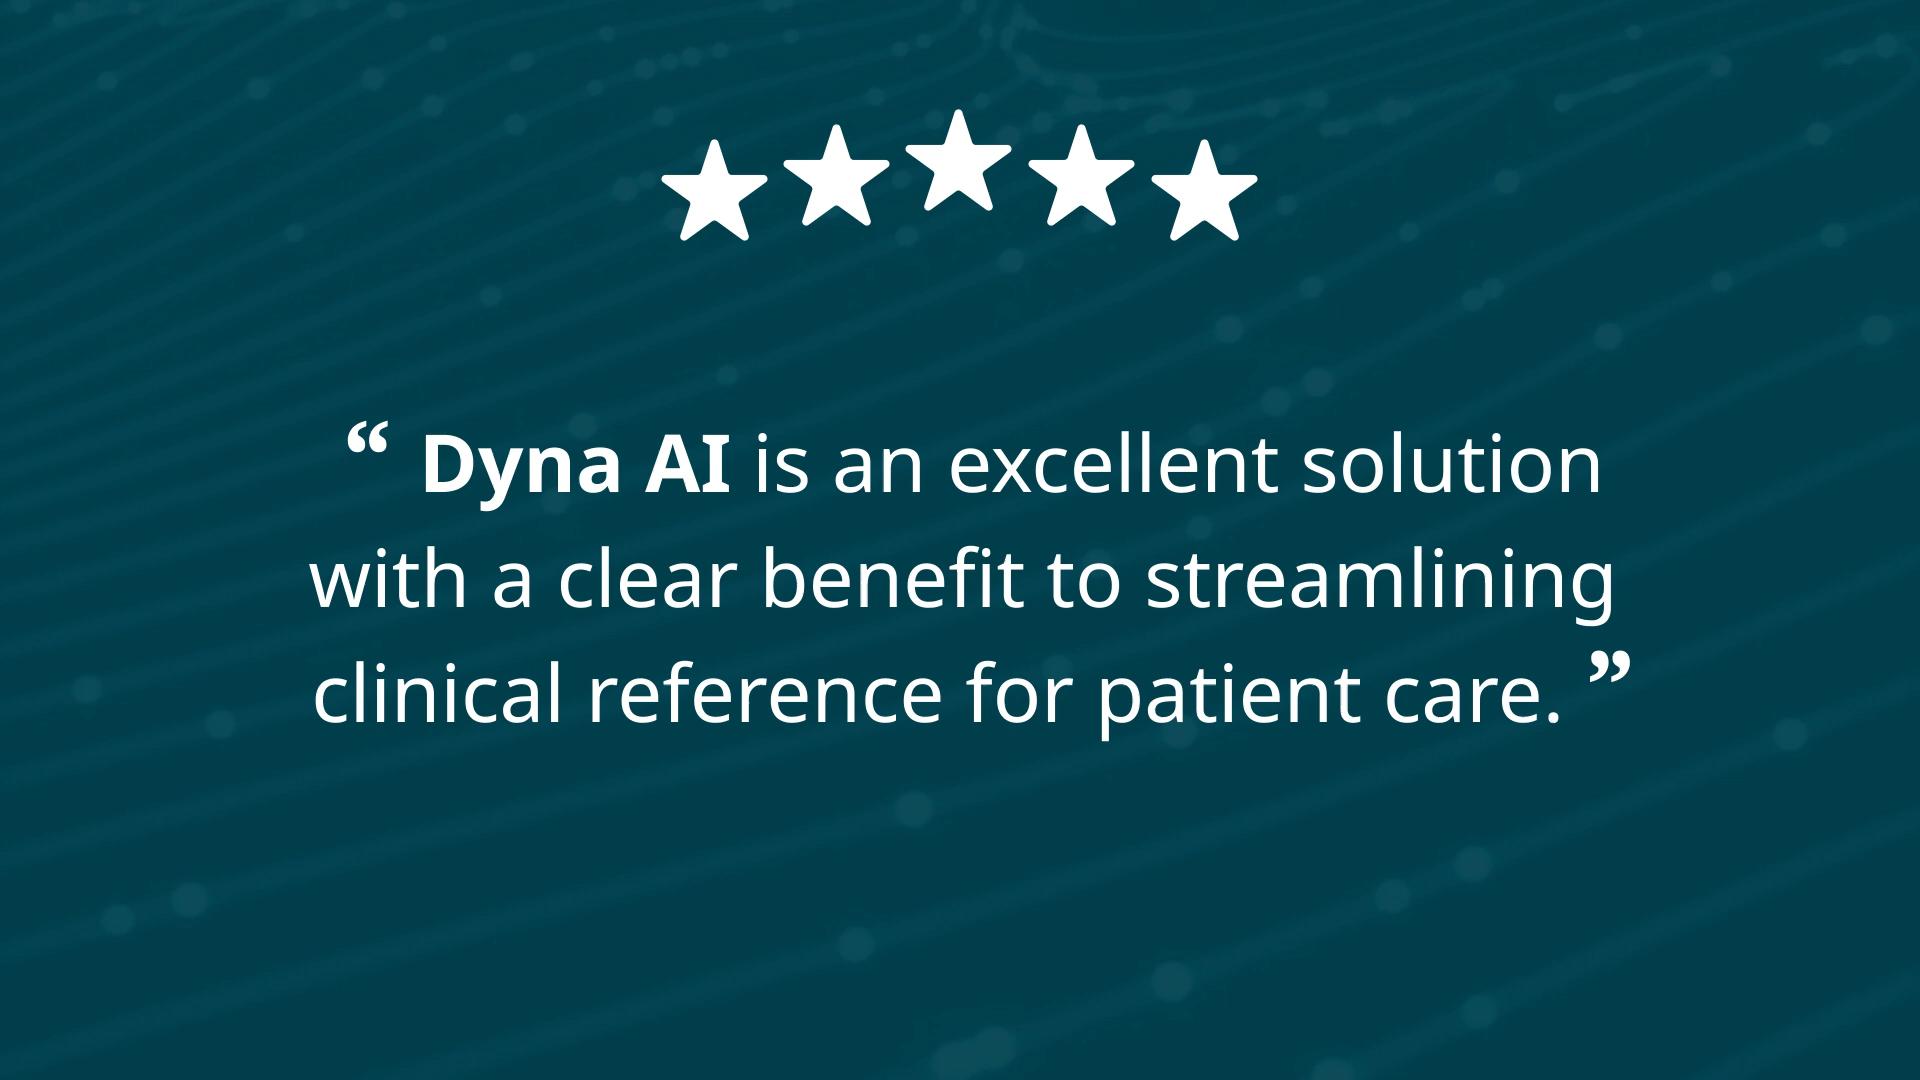 “ Dyna AI is an excellent solution
with a clear benefit to streamlining
clinical reference for patient care. ”